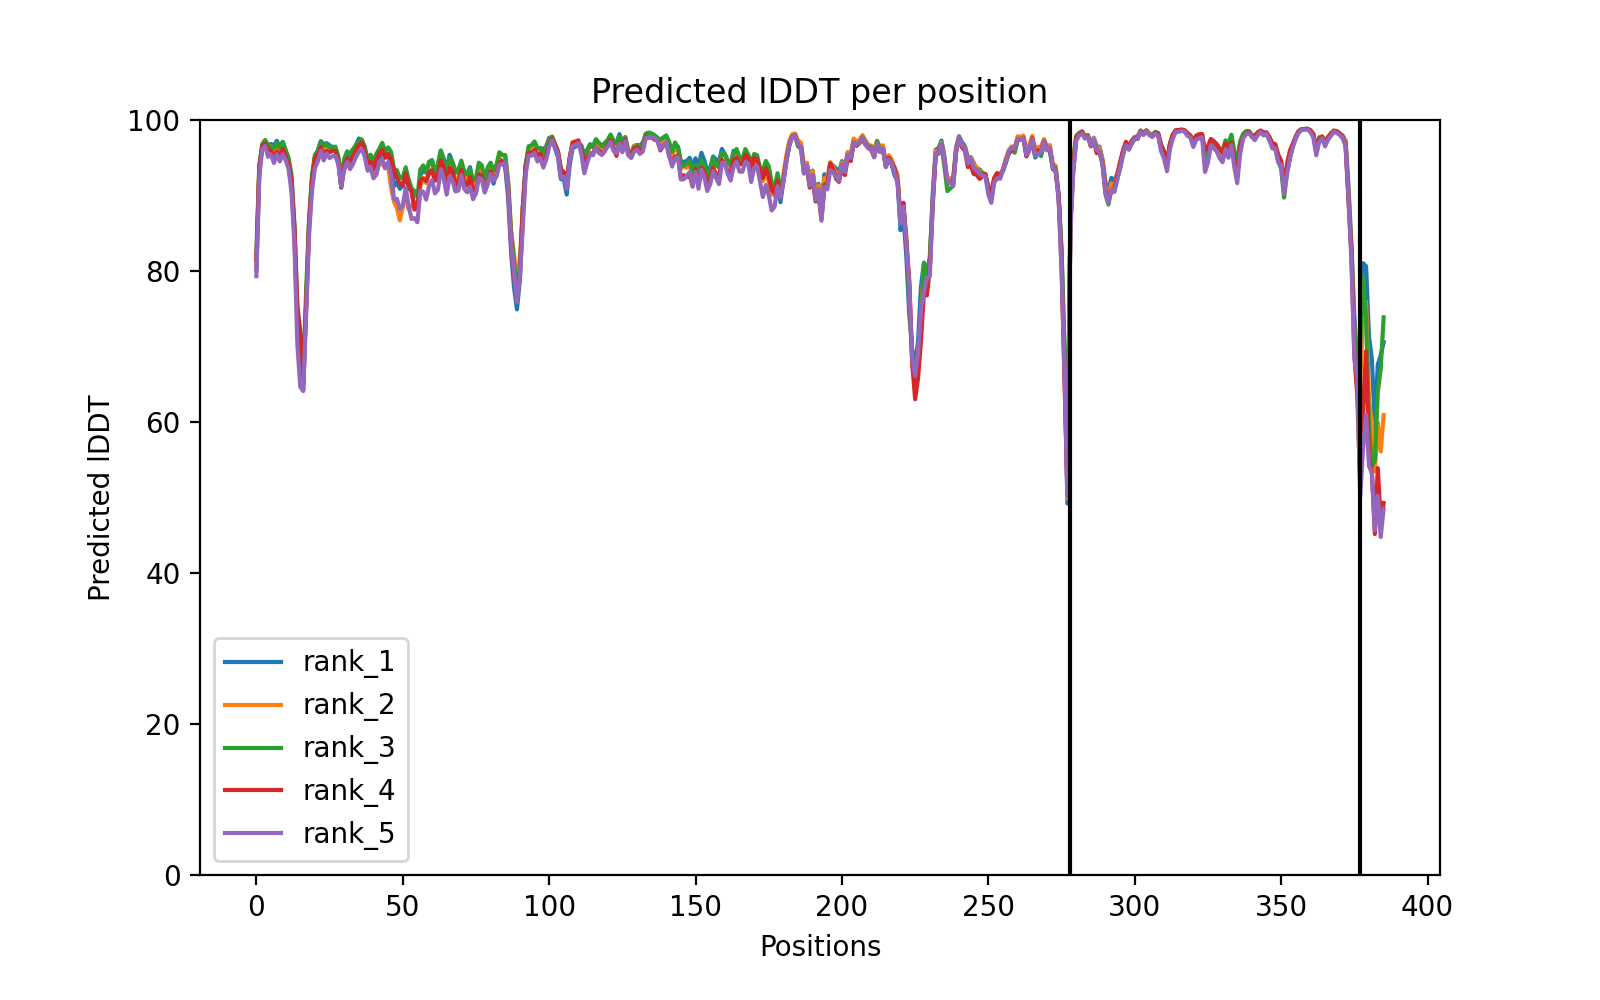 Predicted lDDT per position
100
80
60
40
20
0
Predicted lDDT
rank_1
rank_2
rank_3
rank_4
rank_5
0 50 100 150 200 250 300 350 400
Positions